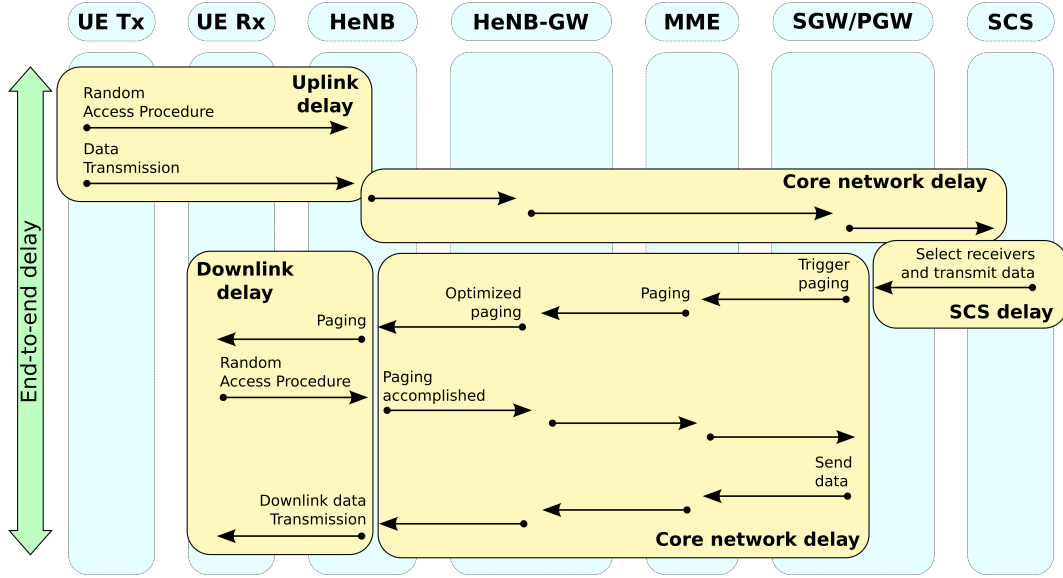 UE Tx
UE Rx
HeNB
HeNB-GW
MME
SGW/PGW
SCS
End-to-end delay
Uplink
delay
Random
Access Procedure
Data
Transmission
Core network delay
Select receivers
and transmit data
SCS delay
Downlink
delay
Trigger
paging
Paging
Optimized
paging
Paging
Random
Access Procedure
Paging
accomplished
Send
data
Downlink data
Transmission
Core network delay